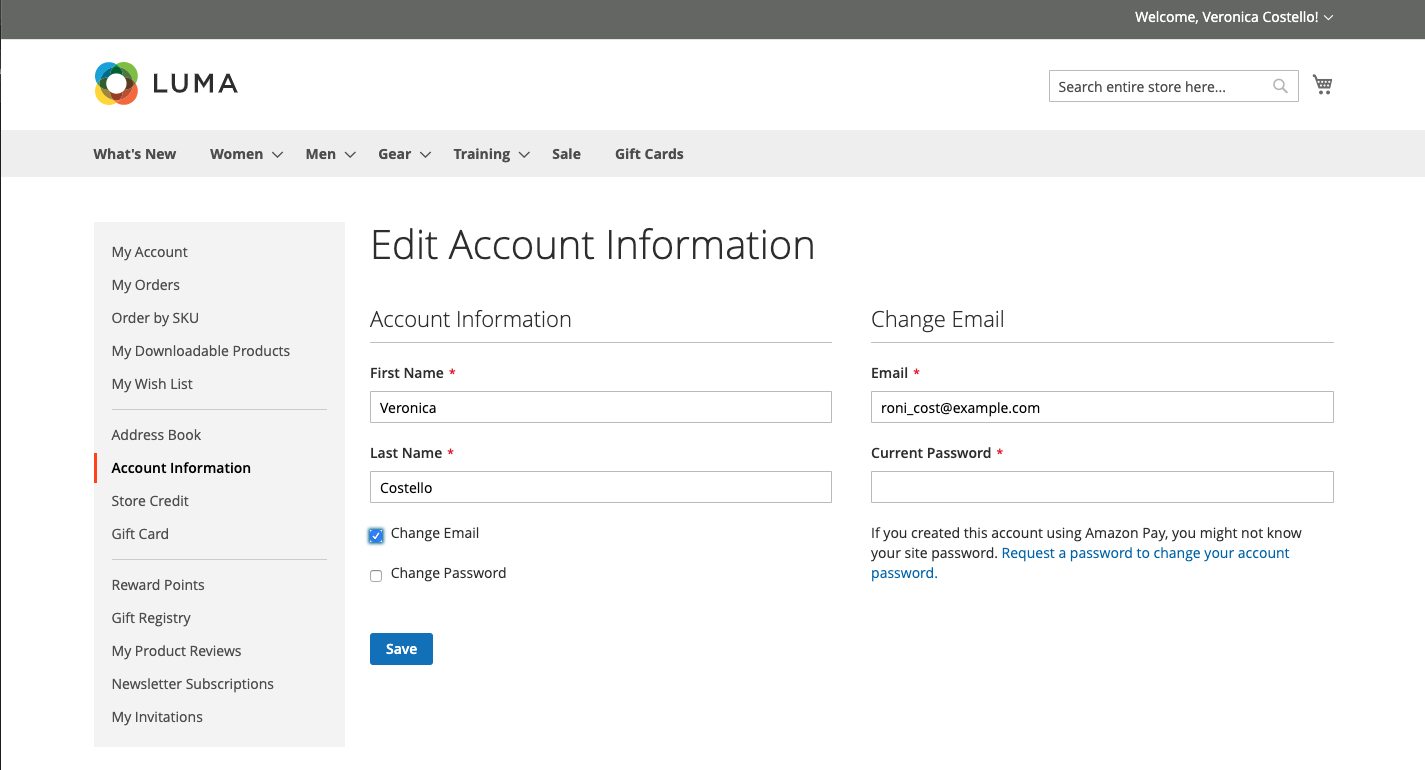 Welcome, Veronica Costello!
LUMA
Search entire store here...
What's New Women Men Gear Training Sale Gift Cards
My Account
My Orders
Order by SKU
My Downloadable Products
My Wish List
Address Book
Account Information
Store Credit
Gift Card
Reward Points
Gift Registry
My Product Reviews
Newsletter Subscriptions
My Invitations
Edit Account Information
Account Information
First Name *
Veronica
Last Name *
Costello
Change Email
Change Password
Save
Change Email
Email *
roni_cost@example.com
Current Password *
If you created this account using Amazon Pay, you might not know
your site password. Request a password to change your account
password.